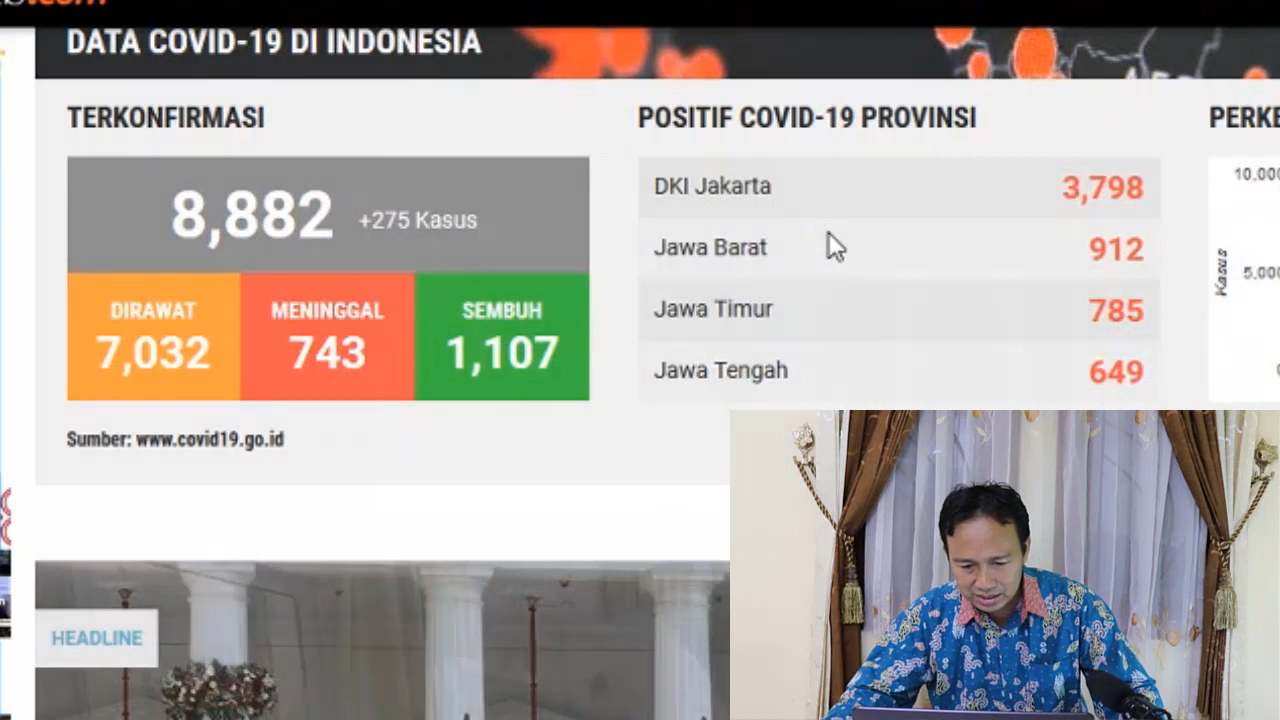 DATA COVID-19 DI INDONESIA
TERKONFIRMASI
8,882 +275 Kasus
DIRAWAT
7,032
MENINGGAL
743
SEMBUH
1,107
Sumber: www.covid19.go.id
POSITIF COVID-19 PROVINSI
DKI Jakarta 3,798
Jawa Barat 912
Jawa Timur 785
Jawa Tengah 649
Kasus
5.000
HEADLINE